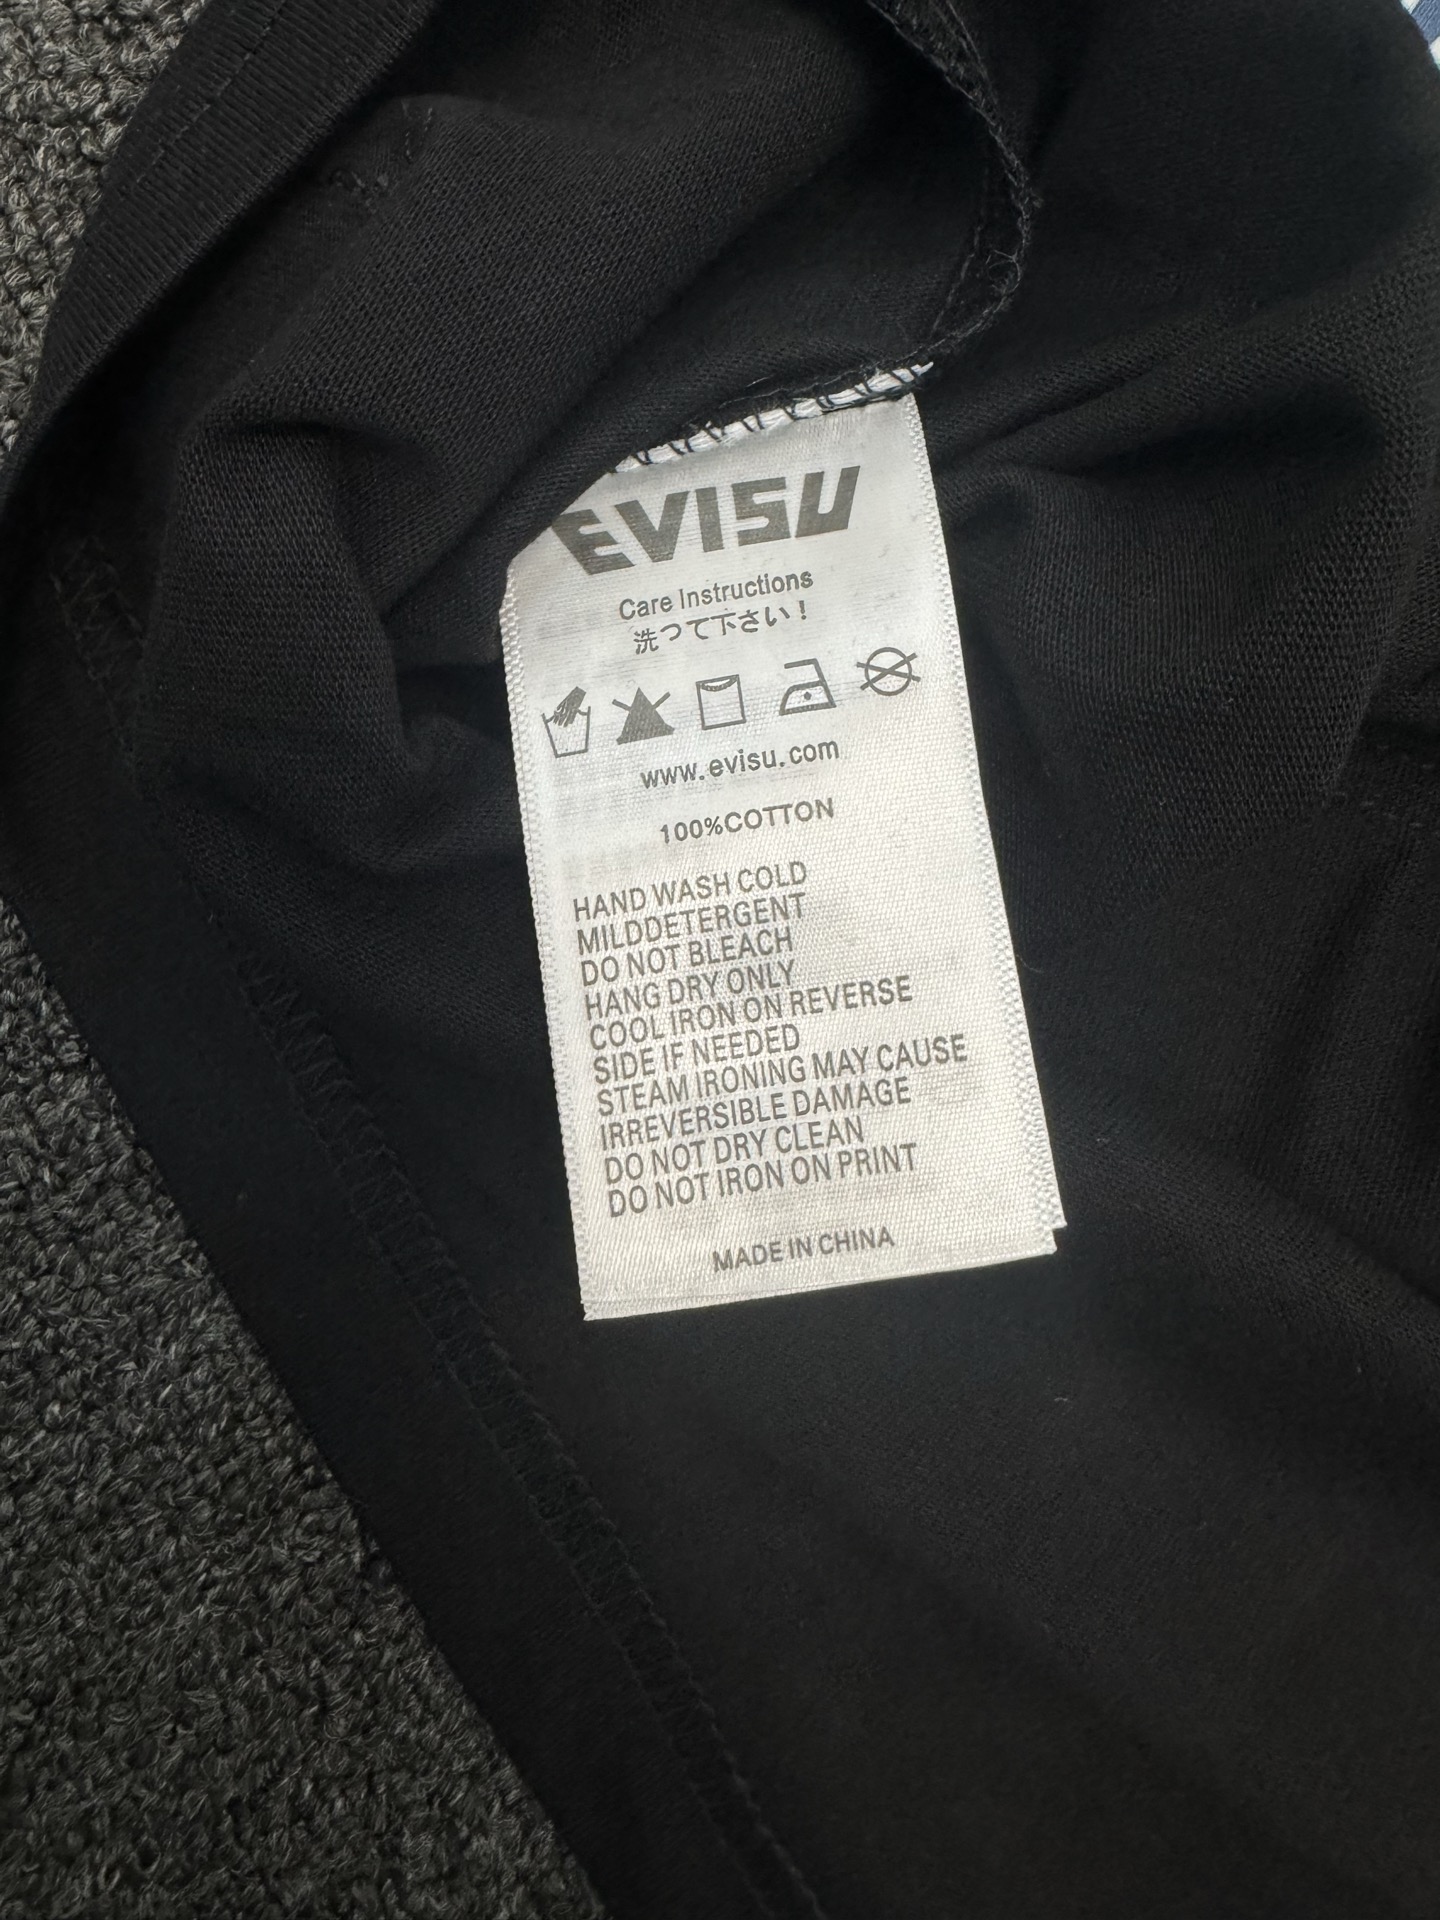 EVISU
Care Instructions
洗って下さい！
www.evisu.com
100%COTTON
HAND WASH COLD
MILDDETERGENT
DO NOT BLEACH
HANG DRY ONLY
COOL IRON ON REVERSE
SIDE IF NEEDED
STEAM IRONING MAY CAUSE
IRREVERSIBLE DAMAGE
DO NOT DRY CLEAN
DO NOT IRON ON PRINT
MADE IN CHINA